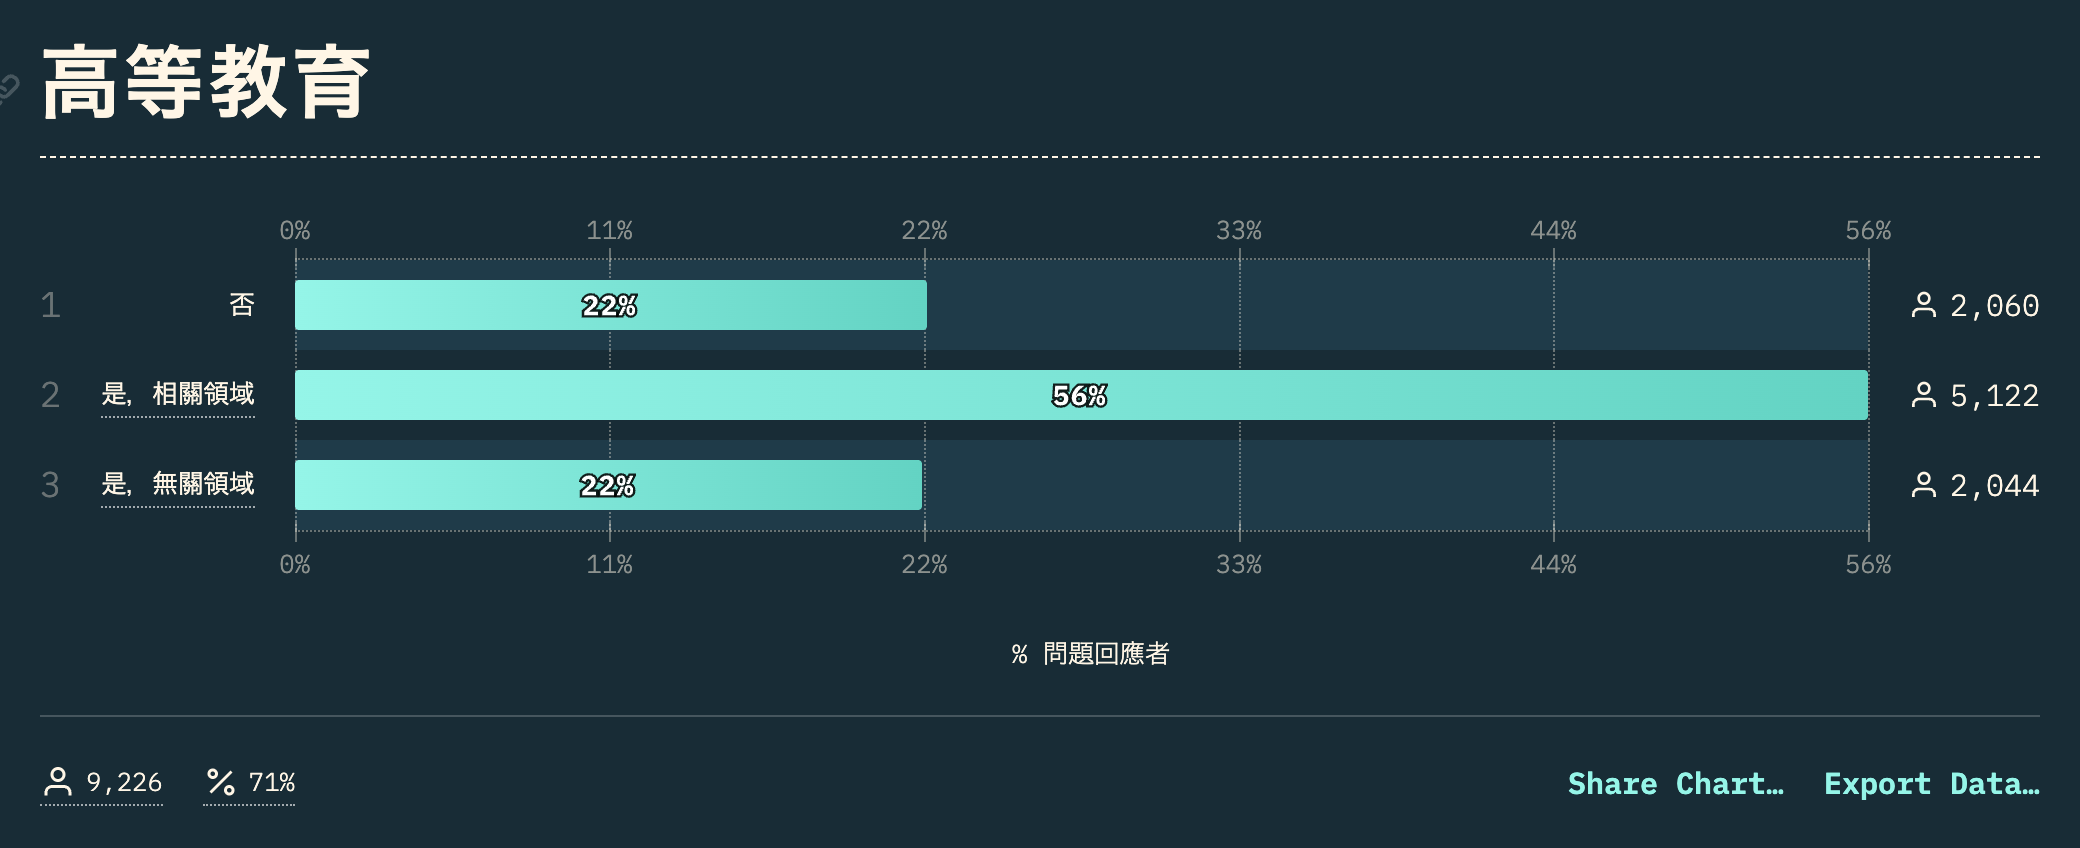 高等教育
0% 11% 22% 33% 44% 56%
1 否 22% 2,060
2 是，相關領域 56% 5,122
3 是，無關領域 22% 2,044
0% 11% 22% 33% 44% 56%
% 問題回應者
9,226 71% Share Chart… Export Data…